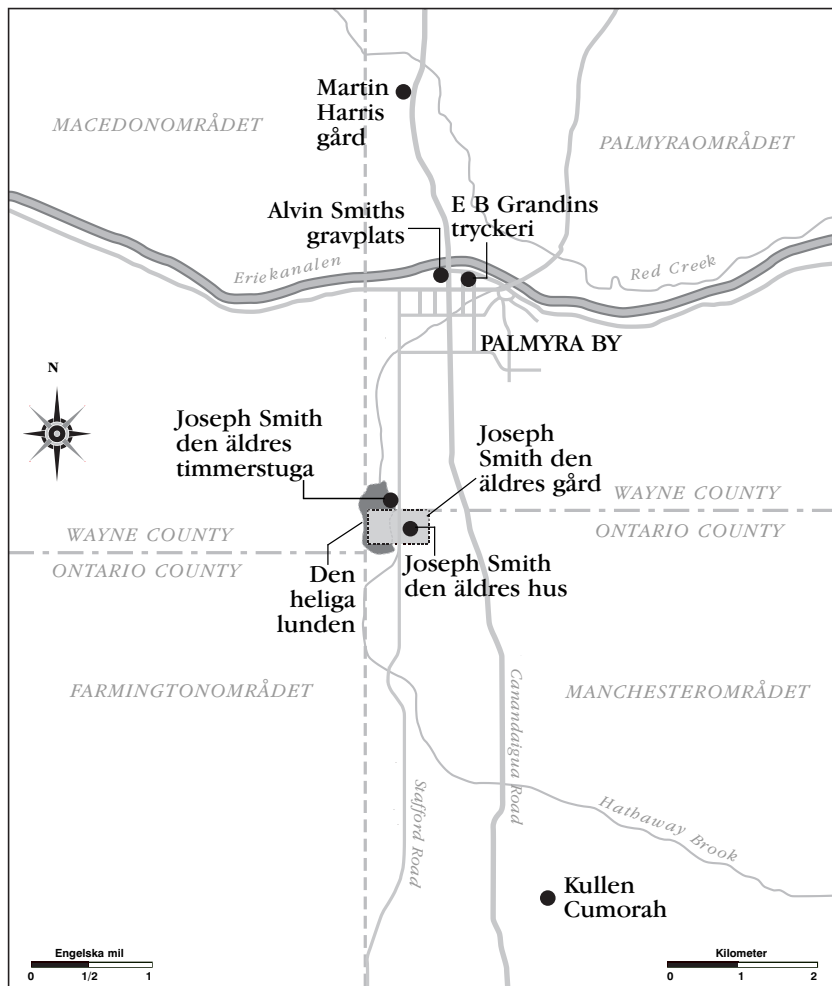 Martin
Harris
gård
MACEDONOMRÅDET
PALMYRAOMRÅDET
Alvin Smiths
gravplats
E B Grandins
tryckeri
Eriekanalen
Red Creek
PALMYRA BY
N
Joseph Smith
den äldres
timmerstuga
Joseph
Smith den
äldres gård
WAYNE COUNTY
ONTARIO COUNTY
WAYNE COUNTY
ONTARIO COUNTY
Den
heliga
lunden
Joseph Smith
den äldres hus
FARMINGTONOMRÅDET
MANCHESTEROMRÅDET
Canandaigua Road
Stafford Road
Hathaway Brook
Kullen
Cumorah
Engelska mil
0 1/2 1
Kilometer
0 1 2